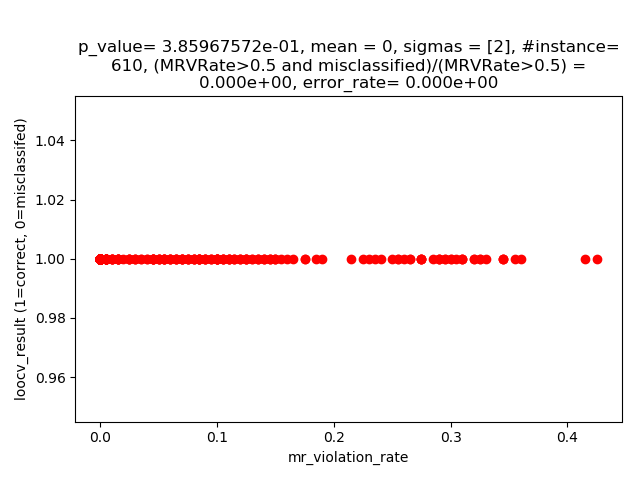 p_value= 3.85967572e-01, mean = 0, sigmas = [2], #instance=
610, (MRVRate>0.5 and misclassified)/(MRVRate>0.5) =
0.000e+00, error_rate= 0.000e+00
loocv_result (1=correct, 0=misclassifed)
1.04
1.02
1.00
0.98
0.96
0.0
0.1
0.2
0.3
0.4
mr_violation_rate